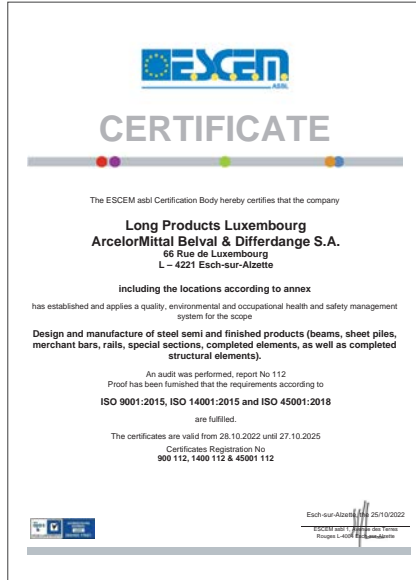 ESCEM
ASBL
CERTIFICATE
The ESCEM asbl Certification Body hereby certifies that the company
Long Products Luxembourg
ArcelorMittal Belval & Differdange S.A.
66 Rue de Luxembourg
L – 4221 Esch-sur-Alzette
including the locations according to annex
has established and applies a quality, environmental and occupational health and safety management
system for the scope
Design and manufacture of steel semi and finished products (beams, sheet piles,
merchant bars, rails, special sections, completed elements, as well as completed
structural elements).
An audit was performed, report No 112
Proof has been furnished that the requirements according to
ISO 9001:2015, ISO 14001:2015 and ISO 45001:2018
are fulfilled.
The certificates are valid from 28.10.2022 until 27.10.2025
Certificates Registration No
900 112, 1400 112 & 45001 112
Esch-sur-Alzette, the 25/10/2022
ESCEM asbl 1, Avenue des Terres
Rouges L-4004 Esch-sur-Alzette